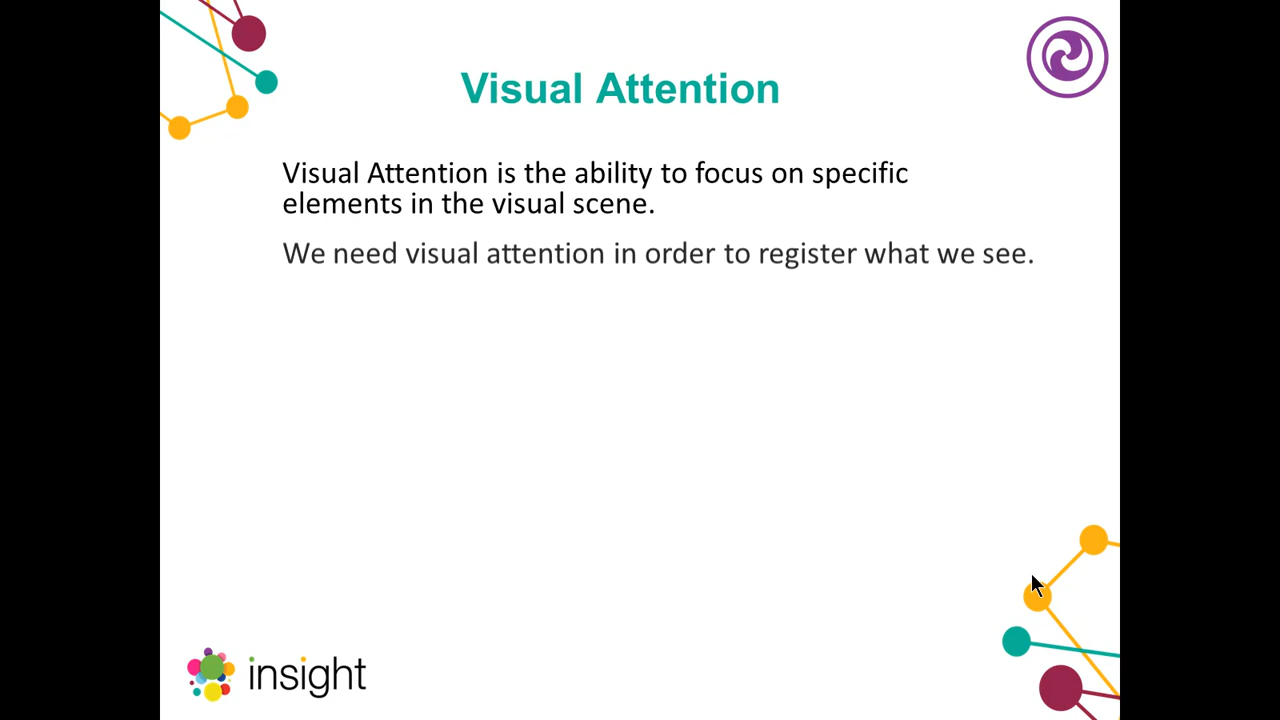 Visual Attention
Visual Attention is the ability to focus on specific
elements in the visual scene.
We need visual attention in order to register what we see.
insight